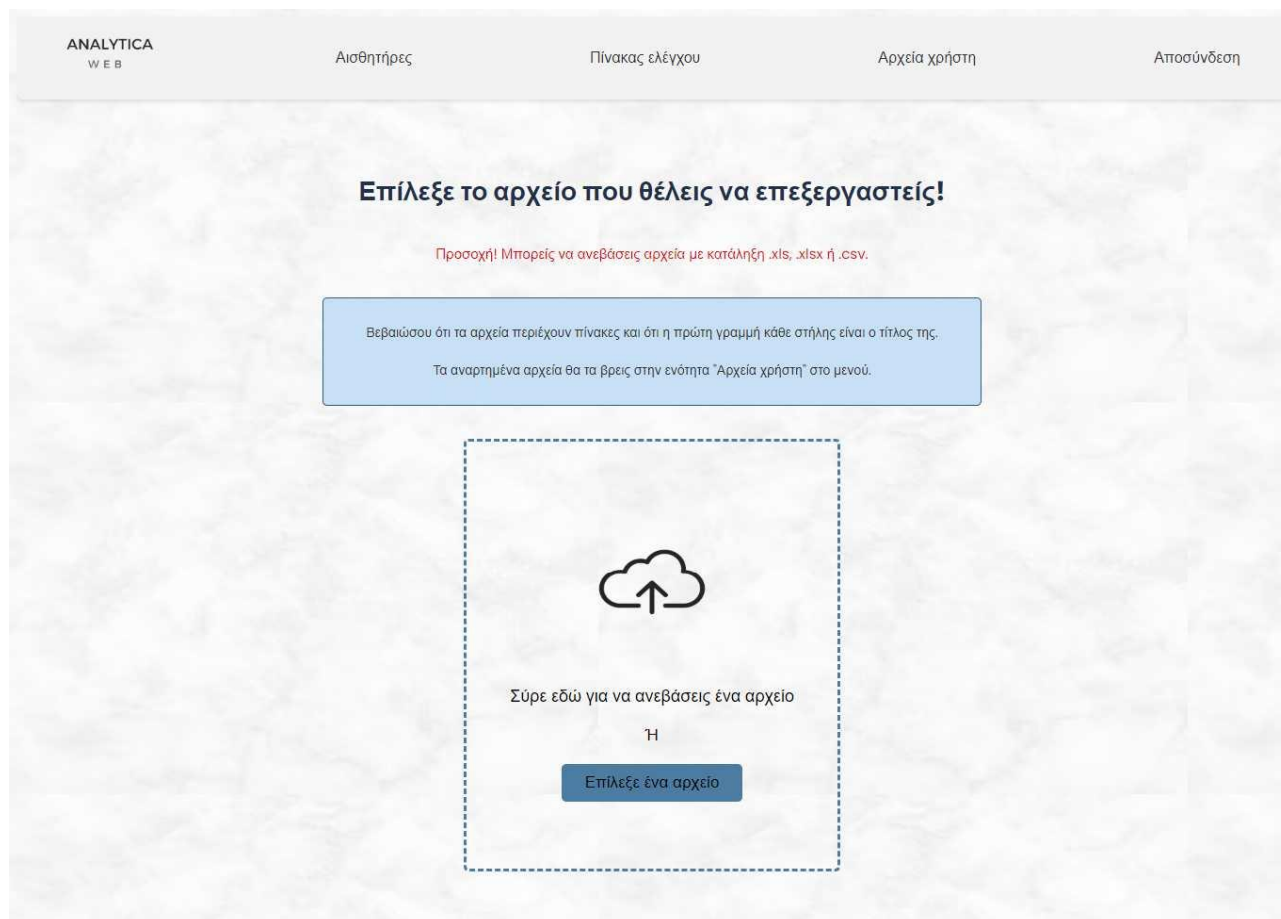 ANALYTICA
WEB
Αισθητήρες
Πίνακας ελέγχου
Αρχεία χρήστη
Αποσύνδεση
Επίλεξε το αρχείο που θέλεις να επεξεργαστείς!
Προσοχή! Μπορείς να ανεβάσεις αρχεία με κατάληξη .xls, .xlsx ή .csv.
Βεβαιώσου ότι τα αρχεία περιέχουν πίνακες και ότι η πρώτη γραμμή κάθε στήλης είναι ο τίτλος της.
Τα αναρτημένα αρχεία θα τα βρεις στην ενότητα "Αρχεία χρήστη" στο μενού.
Σύρε εδώ για να ανεβάσεις ένα αρχείο
Ή
Επίλεξε ένα αρχείο